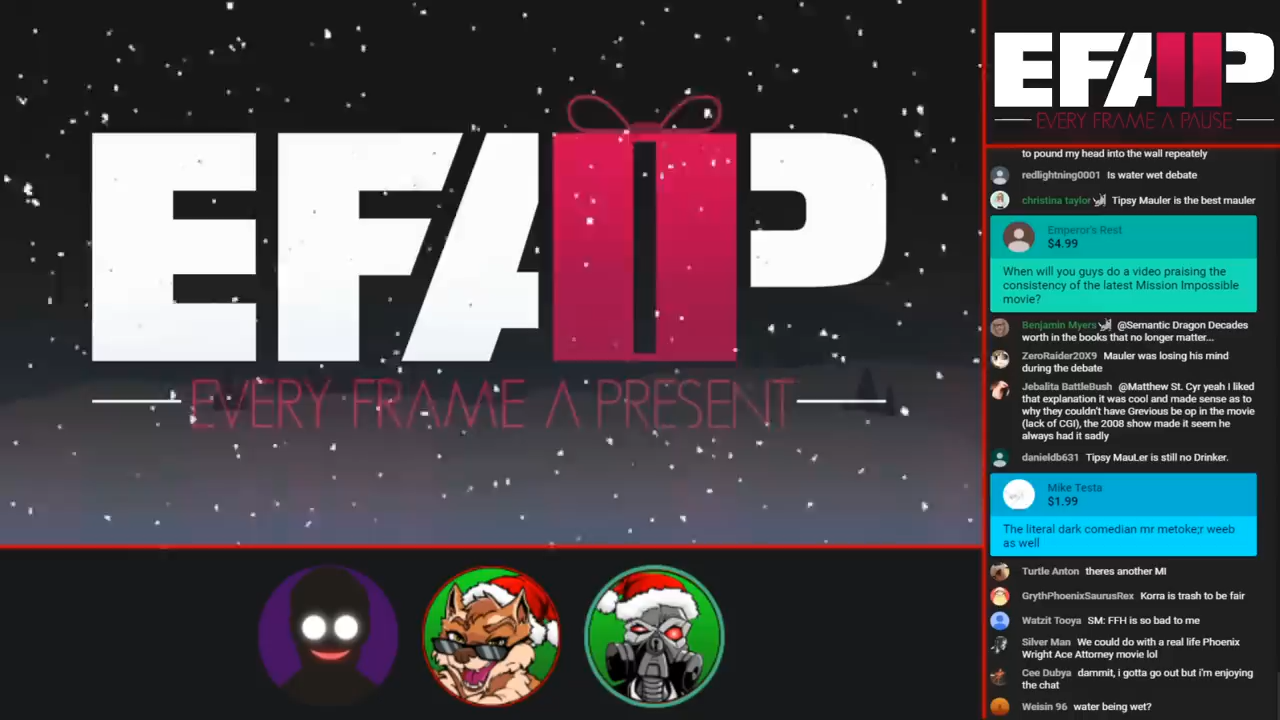 EFAP
EVERY FRAME A PRESENT
EFAP
EVERY FRAME A PAUSE
to pound my head into the wall repeatedly
redlightning0001 Is water wet debate
christina taylor Tipsy Mauler is the best mauler
Emperor's Rest
$4.99
When will you guys do a video praising the
consistency of the latest Mission Impossible
movie?
Benjamin Myers @Semantic Dragon Decades
worth in the books that no longer matter...
ZeroRaider20X9 Mauler was losing his mind
during the debate
Jebalita BattleBush @Matthew St. Cyr yeah I liked
that explanation it was cool and made sense as to
why they couldn't have Grevious be op in the movie
(lack of CGI), the 2008 show made it seem he
always had it sadly
danieldb631 Tipsy MauLer is still no Drinker.
Mike Testa
$1.99
The literal dark comedian mr metoke;r weeb
as well
Turtle Anton theres another MI
GrythPhoenixSaurusRex Korra is trash to be fair
Watzit Tooya SM: FFH is so bad to me
Silver Man We could do with a real life Phoenix
Wright Ace Attorney movie lol
Cee Dubya dammit, i gotta go out but i'm enjoying
the chat
Weisin 96 water being wet?